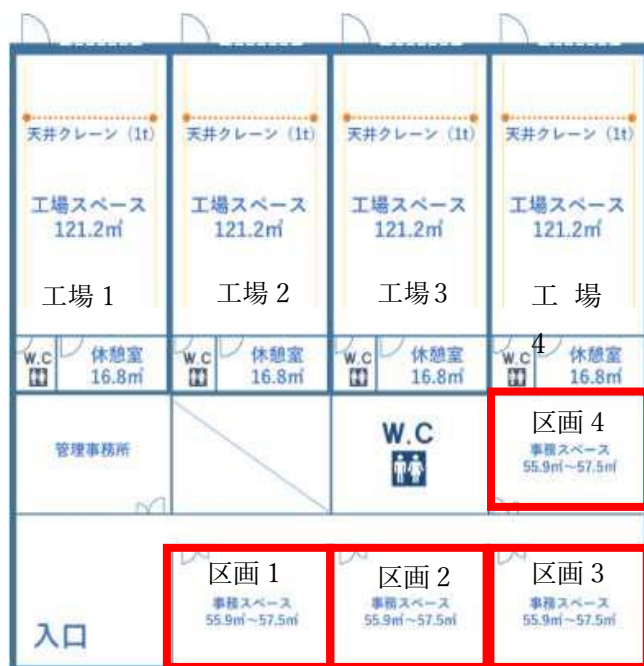 天井クレーン（1t）
天井クレーン（1t）
天井クレーン（1t）
天井クレーン（1t）
工場スペース
121.2㎡
工場スペース
121.2㎡
工場スペース
121.2㎡
工場スペース
121.2㎡
工場１
工場２
工場３
工 場
4
W.C
休憩室
16.8㎡
W.C
休憩室
16.8㎡
W.C
休憩室
16.8㎡
W.C
休憩室
16.8㎡
管理事務所
W.C
区画４
事務スペース
55.9㎡～57.5㎡
入口
区画１
事務スペース
55.9㎡～57.5㎡
区画２
事務スペース
55.9㎡～57.5㎡
区画３
事務スペース
55.9㎡～57.5㎡